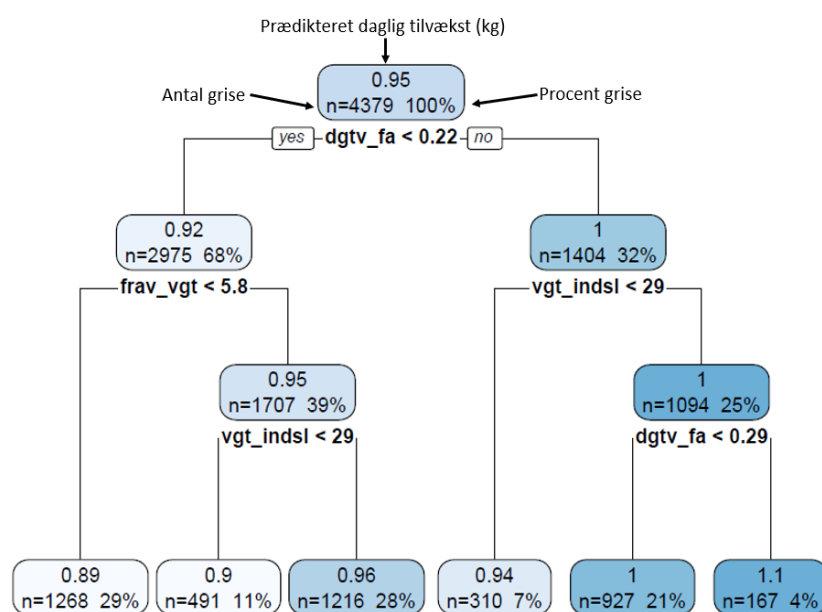 Prædikteret daglig tilvækst (kg)
Antal grise
Procent grise
0.95
n=4379 100%
yes dgtv_fa < 0.22 no
0.92
n=2975 68%
1
n=1404 32%
frav_vgt < 5.8
vgt_indsl < 29
0.95
n=1707 39%
1
n=1094 25%
vgt_indsl < 29
dgtv_fa < 0.29
0.89
n=1268 29%
0.9
n=491 11%
0.96
n=1216 28%
0.94
n=310 7%
1
n=927 21%
1.1
n=167 4%